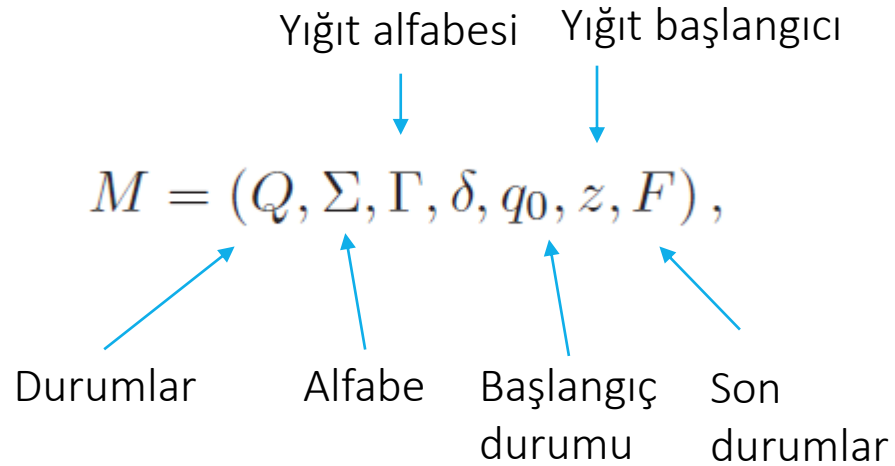 Yığıt alfabesi Yığıt başlangıcı
M = (Q, Σ, Γ, δ, q₀, z, F) ,
Durumlar Alfabe Başlangıç Son
durumu durumlar